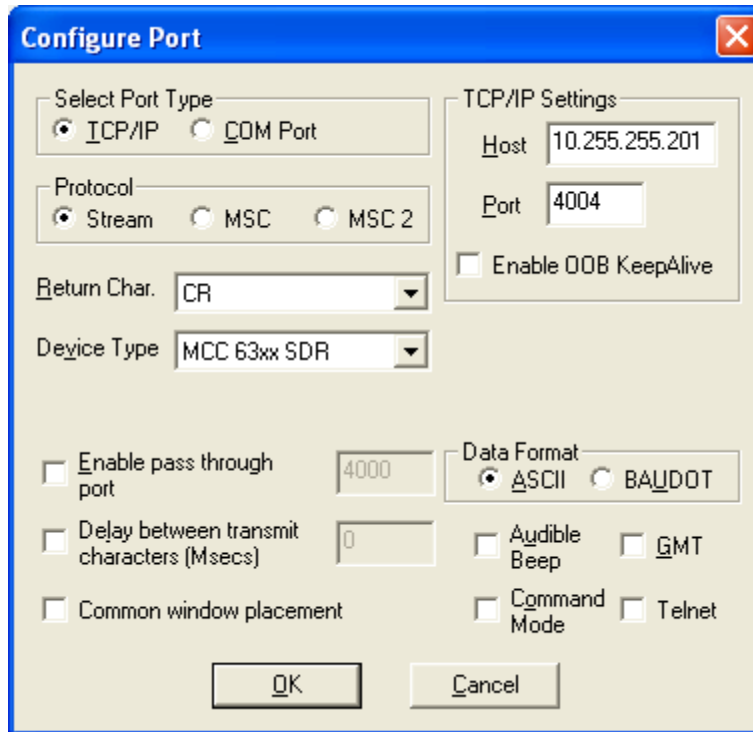 Configure Port
Select Port Type
TCP/IP COM Port
Protocol
Stream MSC MSC 2
Return Char. CR
Device Type MCC 63xx SDR
TCP/IP Settings
Host 10.255.255.201
Port 4004
Enable OOB KeepAlive
Enable pass through
port
4000
Delay between transmit
characters (Msecs)
0
Common window placement
Data Format
ASCII BAUDOT
Audible
Beep
GMT
Command
Mode
Telnet
OK Cancel